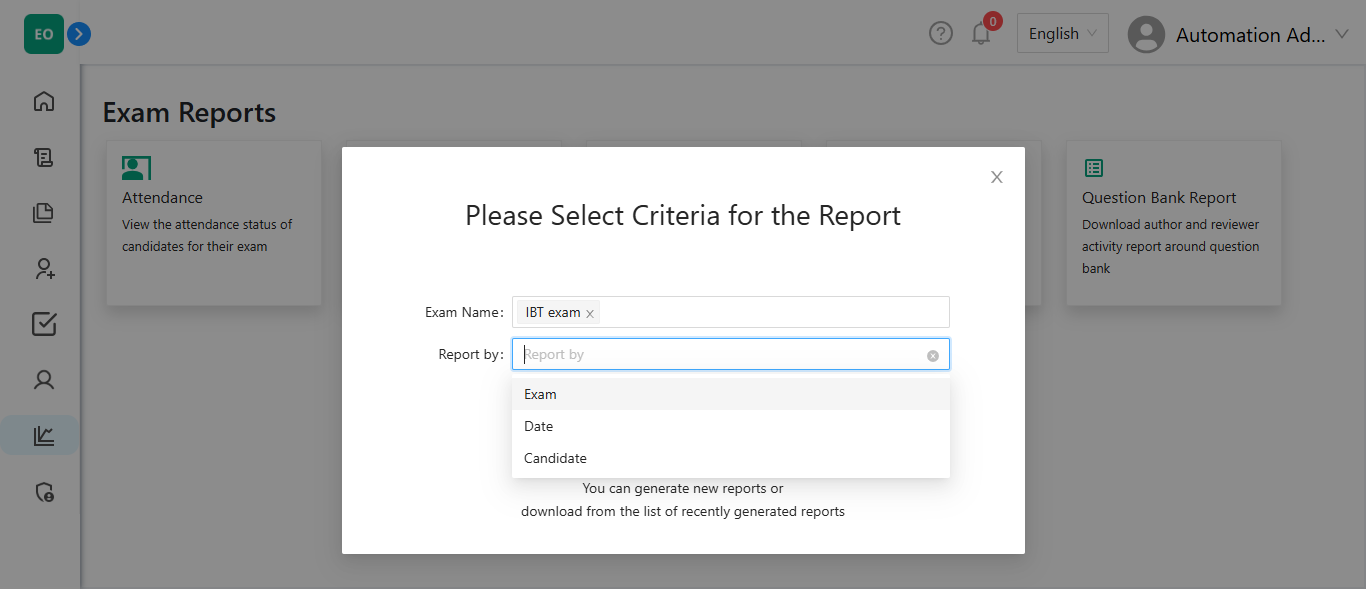 EO
0
English
Automation Ad...
Exam Reports
Attendance
View the attendance status of
candidates for their exam
Question Bank Report
Download author and reviewer
activity report around question
bank
Please Select Criteria for the Report
Exam Name:
IBT exam
Report by:
Report by
Exam
Date
Candidate
You can generate new reports or
download from the list of recently generated reports